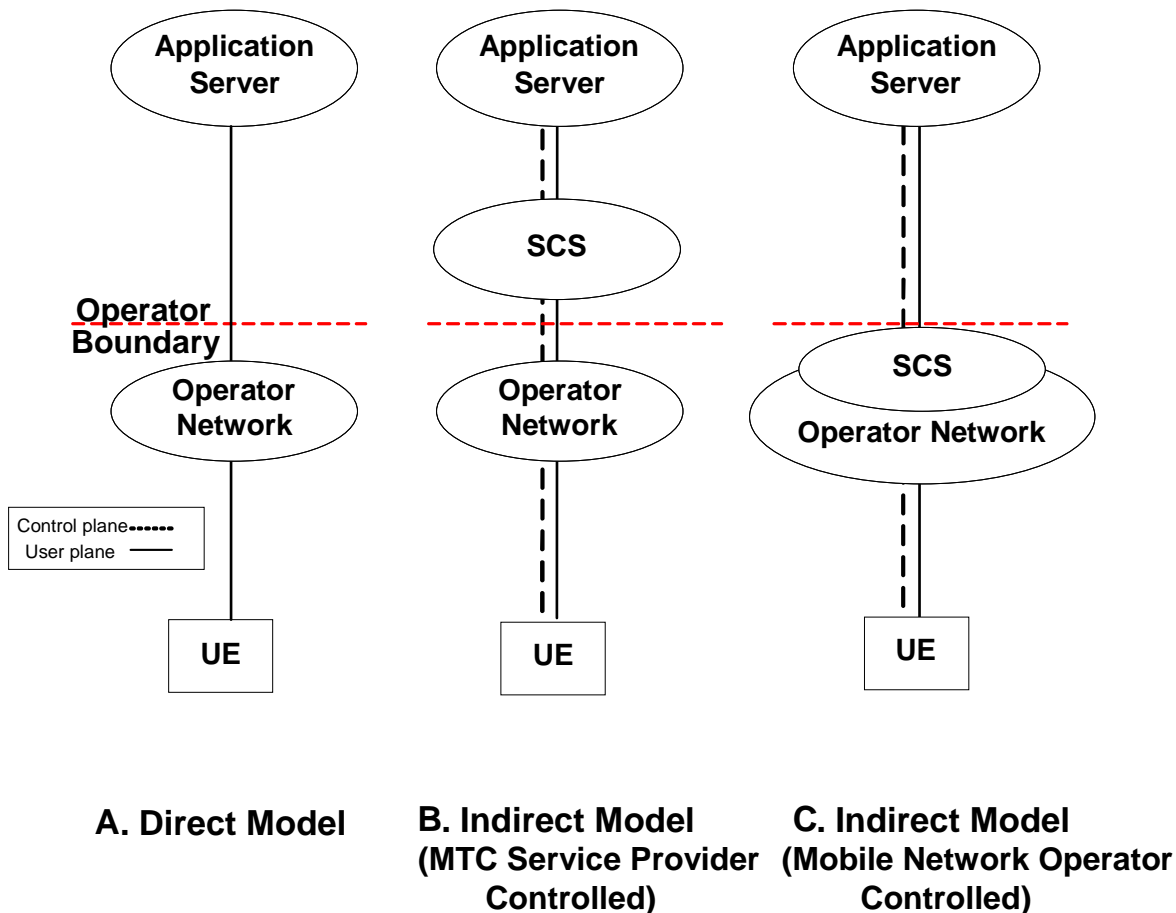 Application
Server
Application
Server
Application
Server
SCS
Operator
Boundary
SCS
Operator
Network
Operator
Network
Operator Network
Control plane
User plane
UE
UE
UE
A. Direct Model
B. Indirect Model
(MTC Service Provider
Controlled)
C. Indirect Model
(Mobile Network Operator
Controlled)